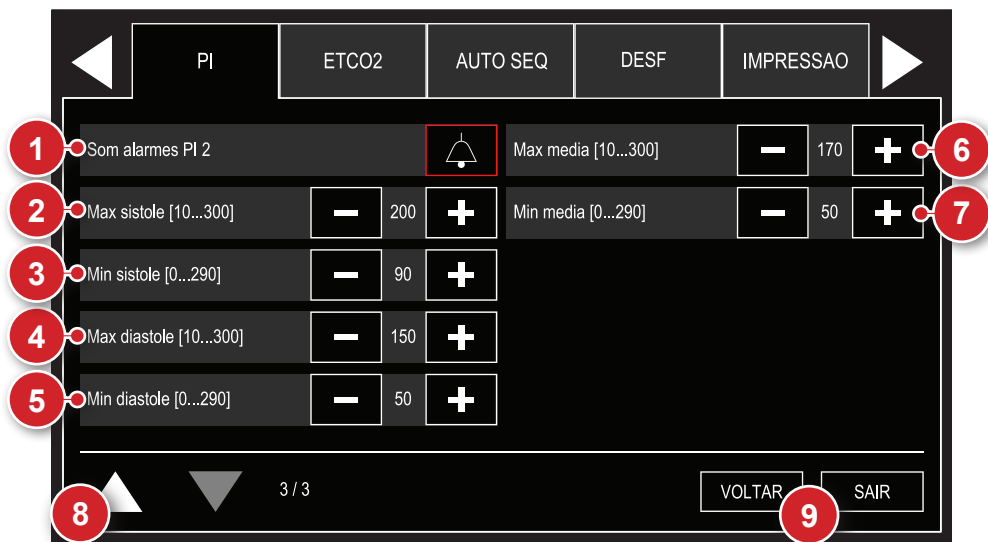 PI
ETCO2
AUTO SEQ
DESF
IMPRESSAO
1
Som alarmes PI 2
2
Max sistole [10...300]
200
3
Min sistole [0...290]
90
4
Max diastole [10...300]
150
5
Min diastole [0...290]
50
Max media [10...300]
170
6
Min media [0...290]
50
7
8
3 / 3
VOLTAR
9
SAIR